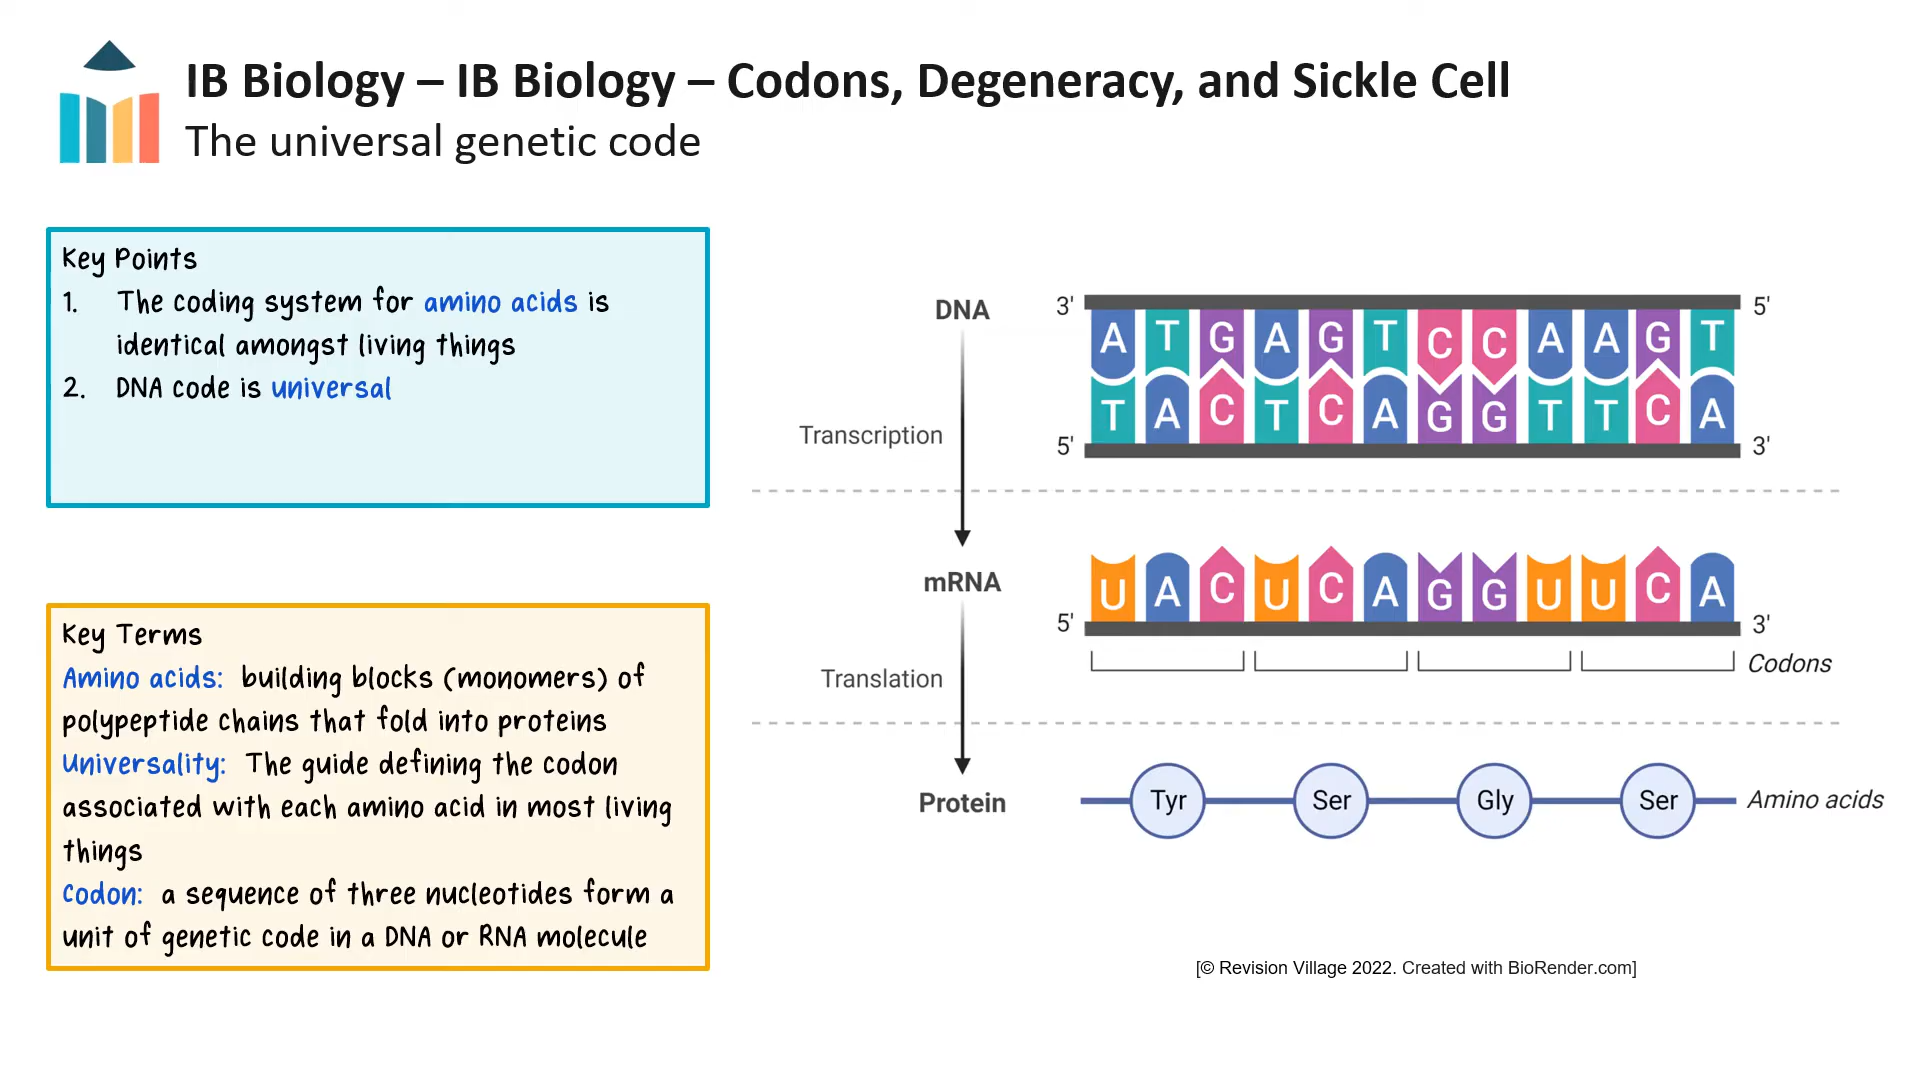 IB Biology – IB Biology – Codons, Degeneracy, and Sickle Cell
The universal genetic code
Key Points
1. The coding system for amino acids is
identical amongst living things
2. DNA code is universal
Key Terms
Amino acids: building blocks (monomers) of
polypeptide chains that fold into proteins
Universality: The guide defining the codon
associated with each amino acid in most living
things
Codon: a sequence of three nucleotides form a
unit of genetic code in a DNA or RNA molecule
DNA
3' 5'
A T G A G T C C A A G T
T A C T C A G G T T C A
5' 3'
Transcription
mRNA
U A C U C A G G U U C A
5' 3'
Codons
Translation
Protein
Tyr Ser Gly Ser Amino acids
[© Revision Village 2022. Created with BioRender.com]